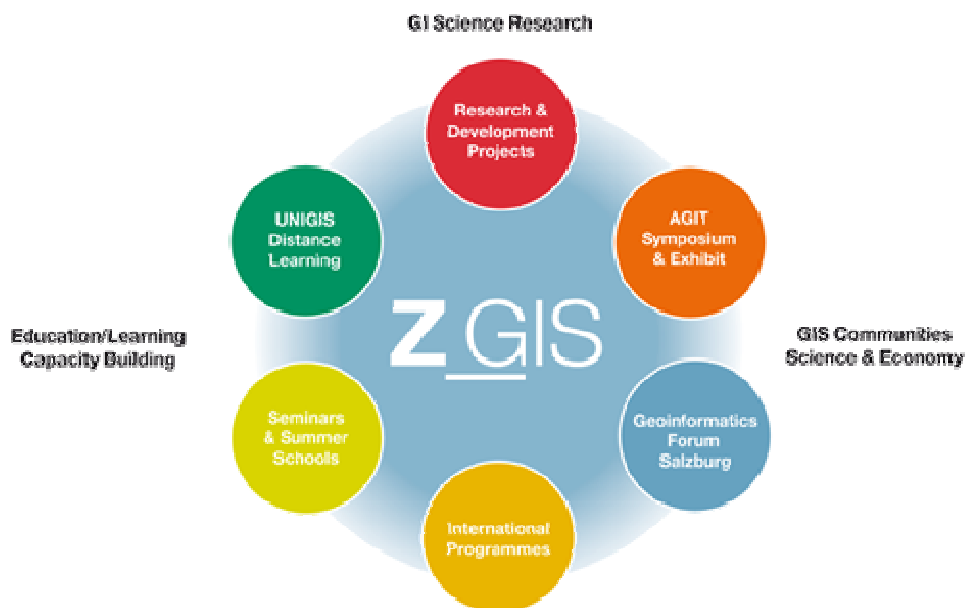 GI Science Research
Research &
Development
Projects
UNIGIS
Distance
Learning
AGIT
Symposium
& Exhibit
Education/Learning
Capacity Building
Z_GIS
GIS Communities
Science & Economy
Seminars
& Summer
Schools
Geoinformatics
Forum
Salzburg
International
Programmes